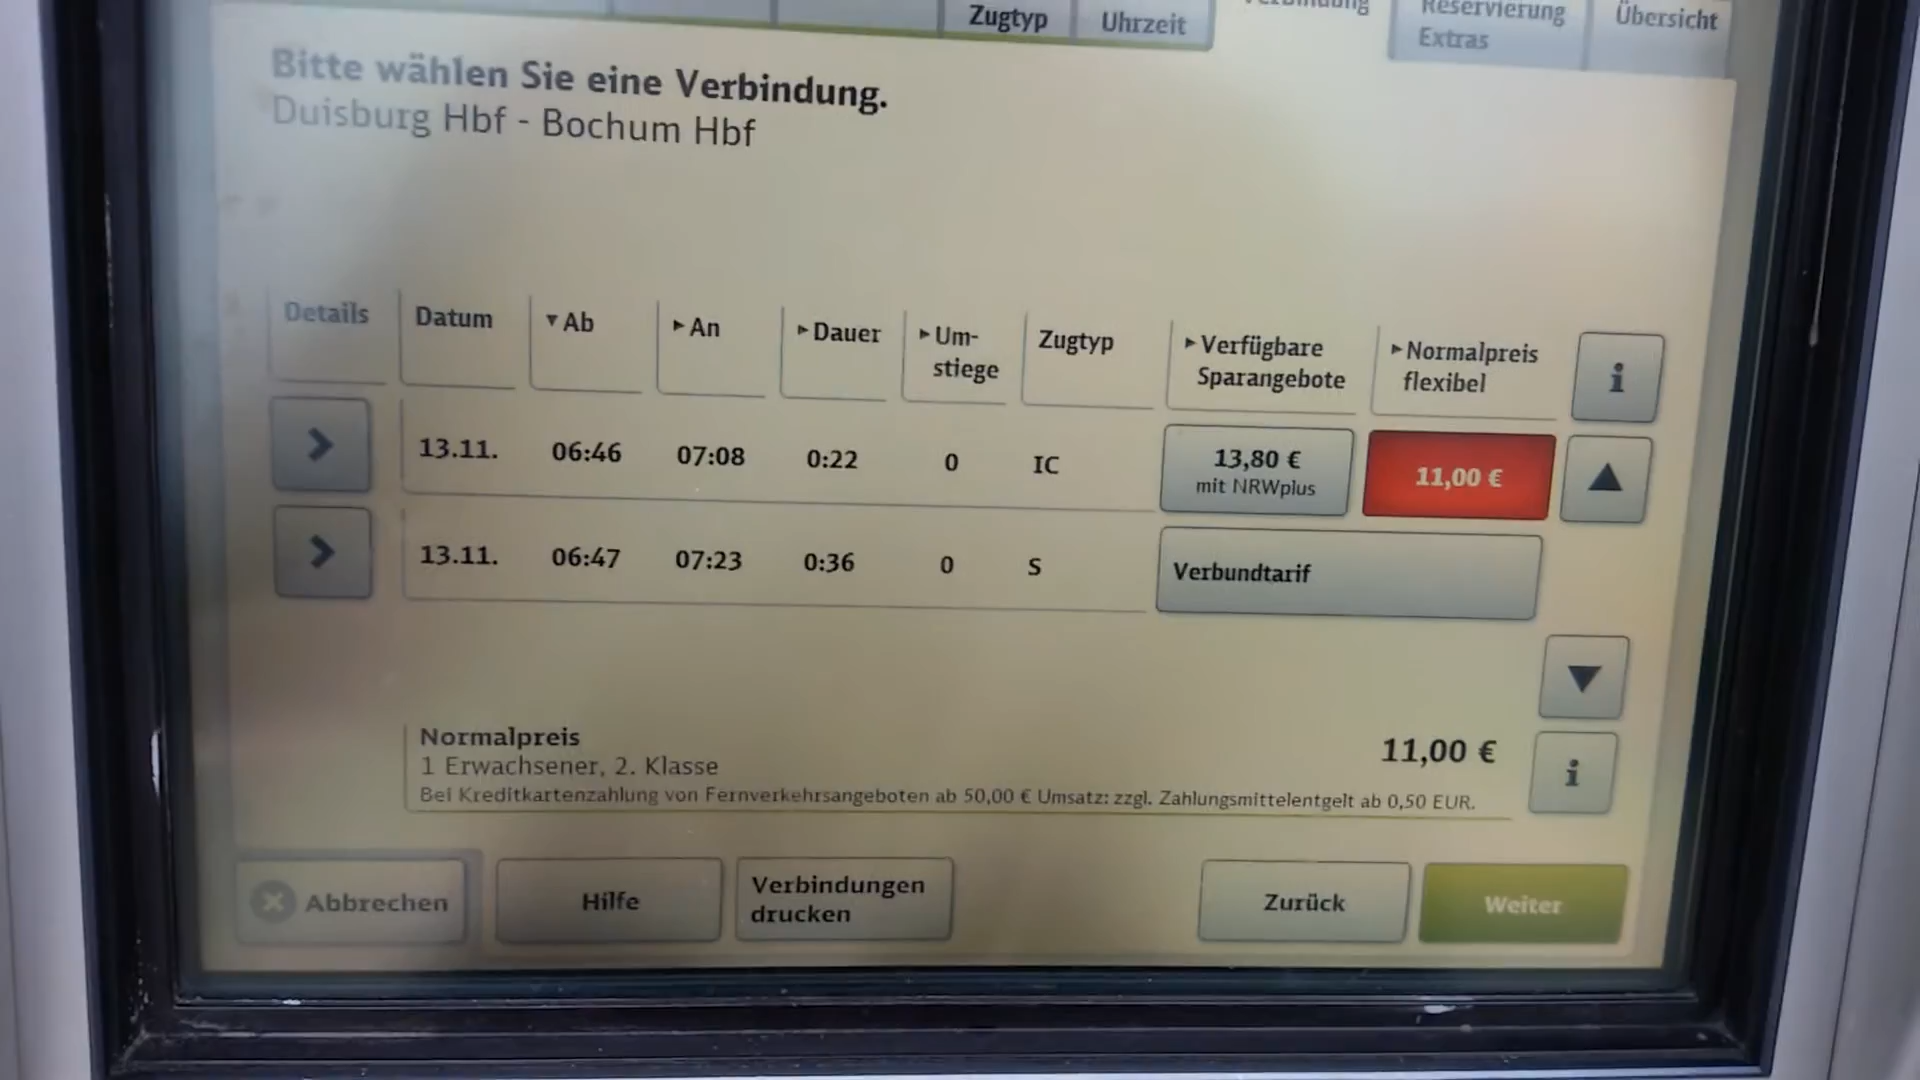 Zugtyp
Uhrzeit
Reservierung
Extras
Übersicht
Bitte wählen Sie eine Verbindung.
Duisburg Hbf - Bochum Hbf
Details
Datum
Ab
An
Dauer
Um-
stiege
Zugtyp
Verfügbare
Sparangebote
Normalpreis
flexibel
i
13.11. 06:46 07:08 0:22 0 IC
13,80 €
mit NRWplus
11,00 €
13.11. 06:47 07:23 0:36 0 S
Verbundtarif
Normalpreis
1 Erwachsener, 2. Klasse
11,00 €
Bei Kreditkartenzahlung von Fernverkehrsangeboten ab 50,00 € Umsatz: zzgl. Zahlungsmittelentgelt ab 0,50 EUR.
i
Abbrechen
Hilfe
Verbindungen
drucken
Zurück
Weiter